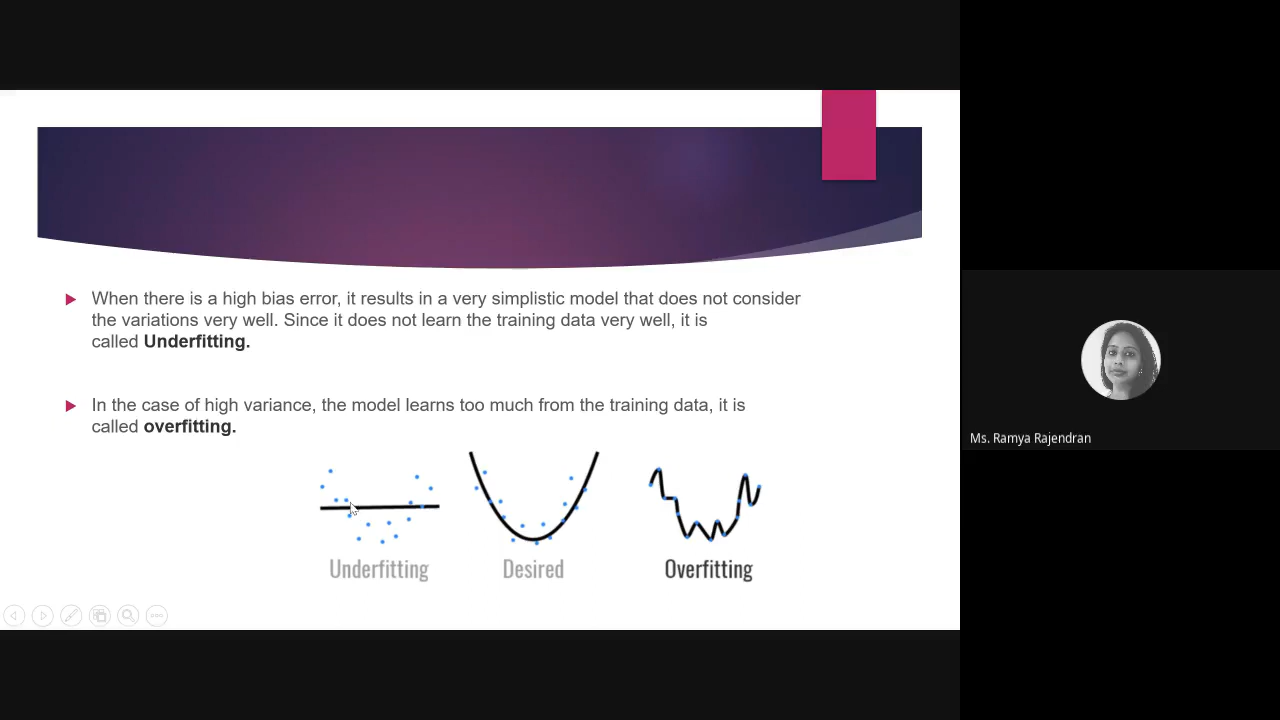 When there is a high bias error, it results in a very simplistic model that does not consider
the variations very well. Since it does not learn the training data very well, it is
called Underfitting.
In the case of high variance, the model learns too much from the training data, it is
called overfitting.
Underfitting
Desired
Overfitting
Ms. Ramya Rajendran